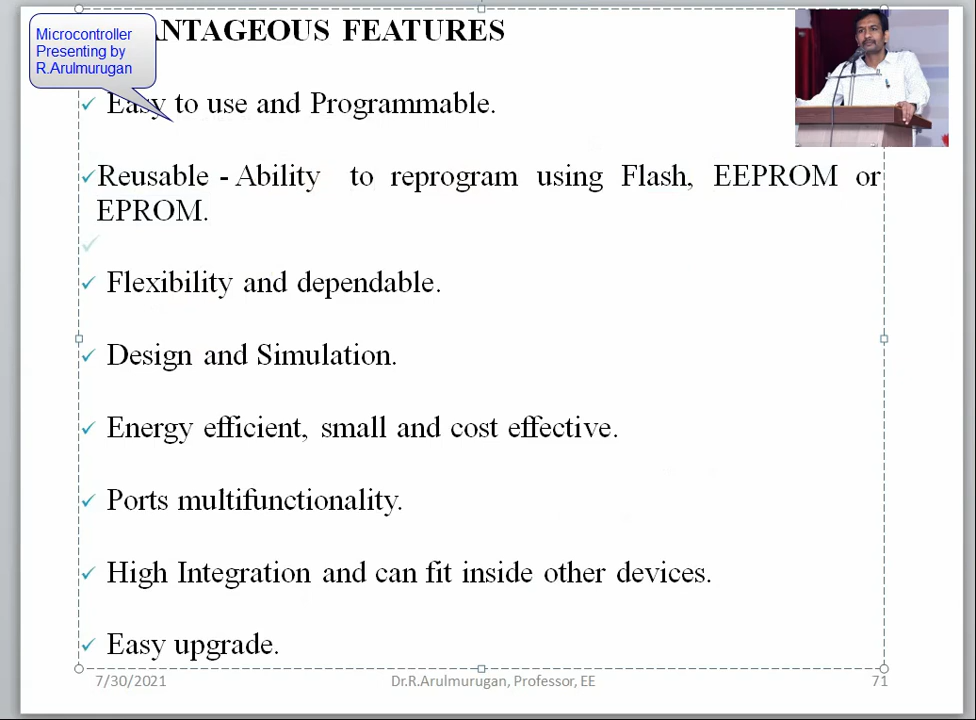 Microcontroller
Presenting by
R.Arulmurugan
ANTAGEOUS FEATURES
✓ Easy to use and Programmable.
✓Reusable - Ability to reprogram using Flash, EEPROM or
EPROM.
✓
✓ Flexibility and dependable.
✓ Design and Simulation.
✓ Energy efficient, small and cost effective.
✓ Ports multifunctionality.
✓ High Integration and can fit inside other devices.
✓ Easy upgrade.
7/30/2021 Dr.R.Arulmurugan, Professor, EE 71